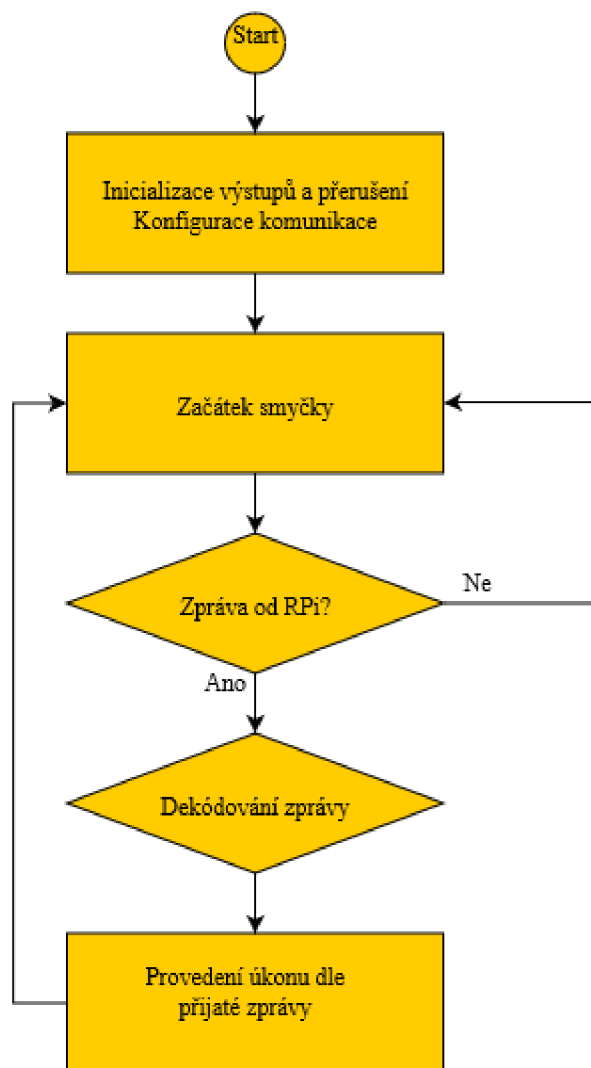 Start
Inicializace výstupů a přerušení
Konfigurace komunikace
Začátek smyčky
Zpráva od RPi?
Ne
Ano
Dekódování zprávy
Provedení úkonu dle
přijaté zprávy